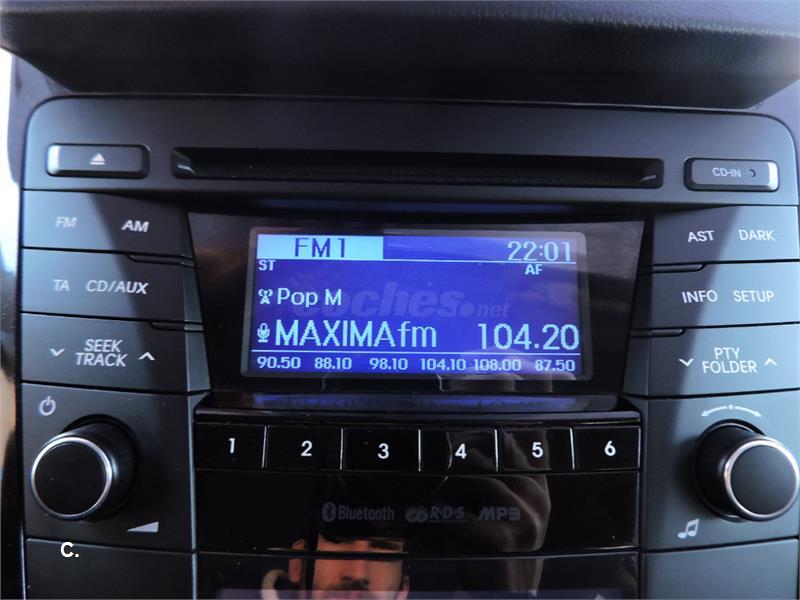 CD-IN
FM AM
AST DARK
TA CD/AUX
INFO SETUP
SEEK
TRACK
PTY
FOLDER
FM1 22:01
ST AF
Pop M
coches.net
MAXIMA fm 104.20
90.50 88.10 98.10 104.10 108.00 87.50
1 2 3 4 5 6
Bluetooth R·D·S MP3
C.